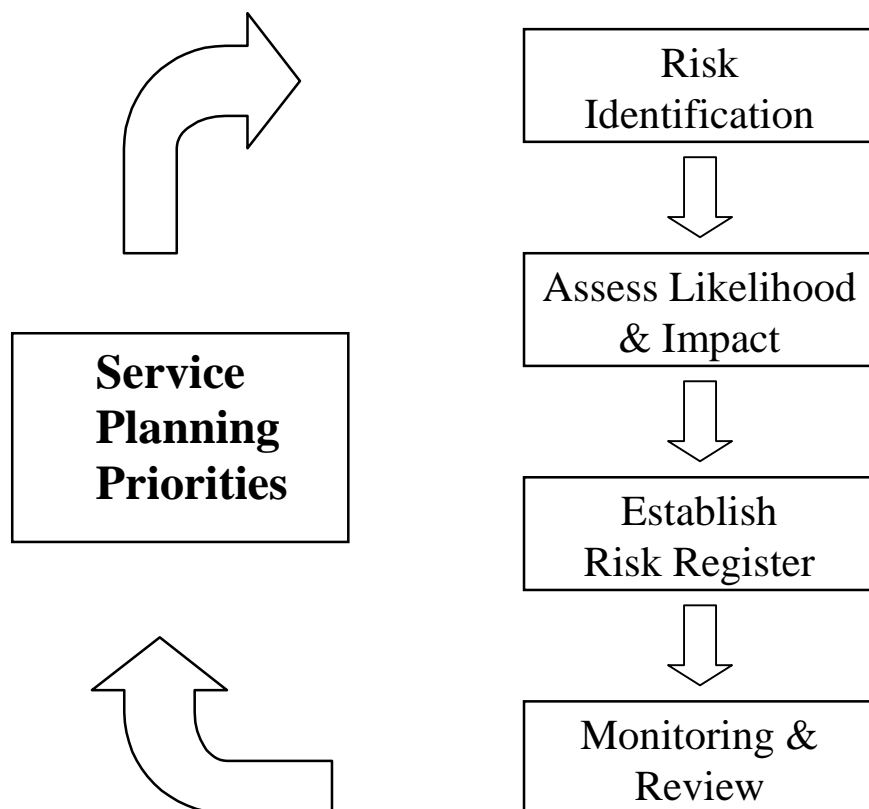 Risk
Identification
Assess Likelihood
& Impact
Service
Planning
Priorities
Establish
Risk Register
Monitoring &
Review